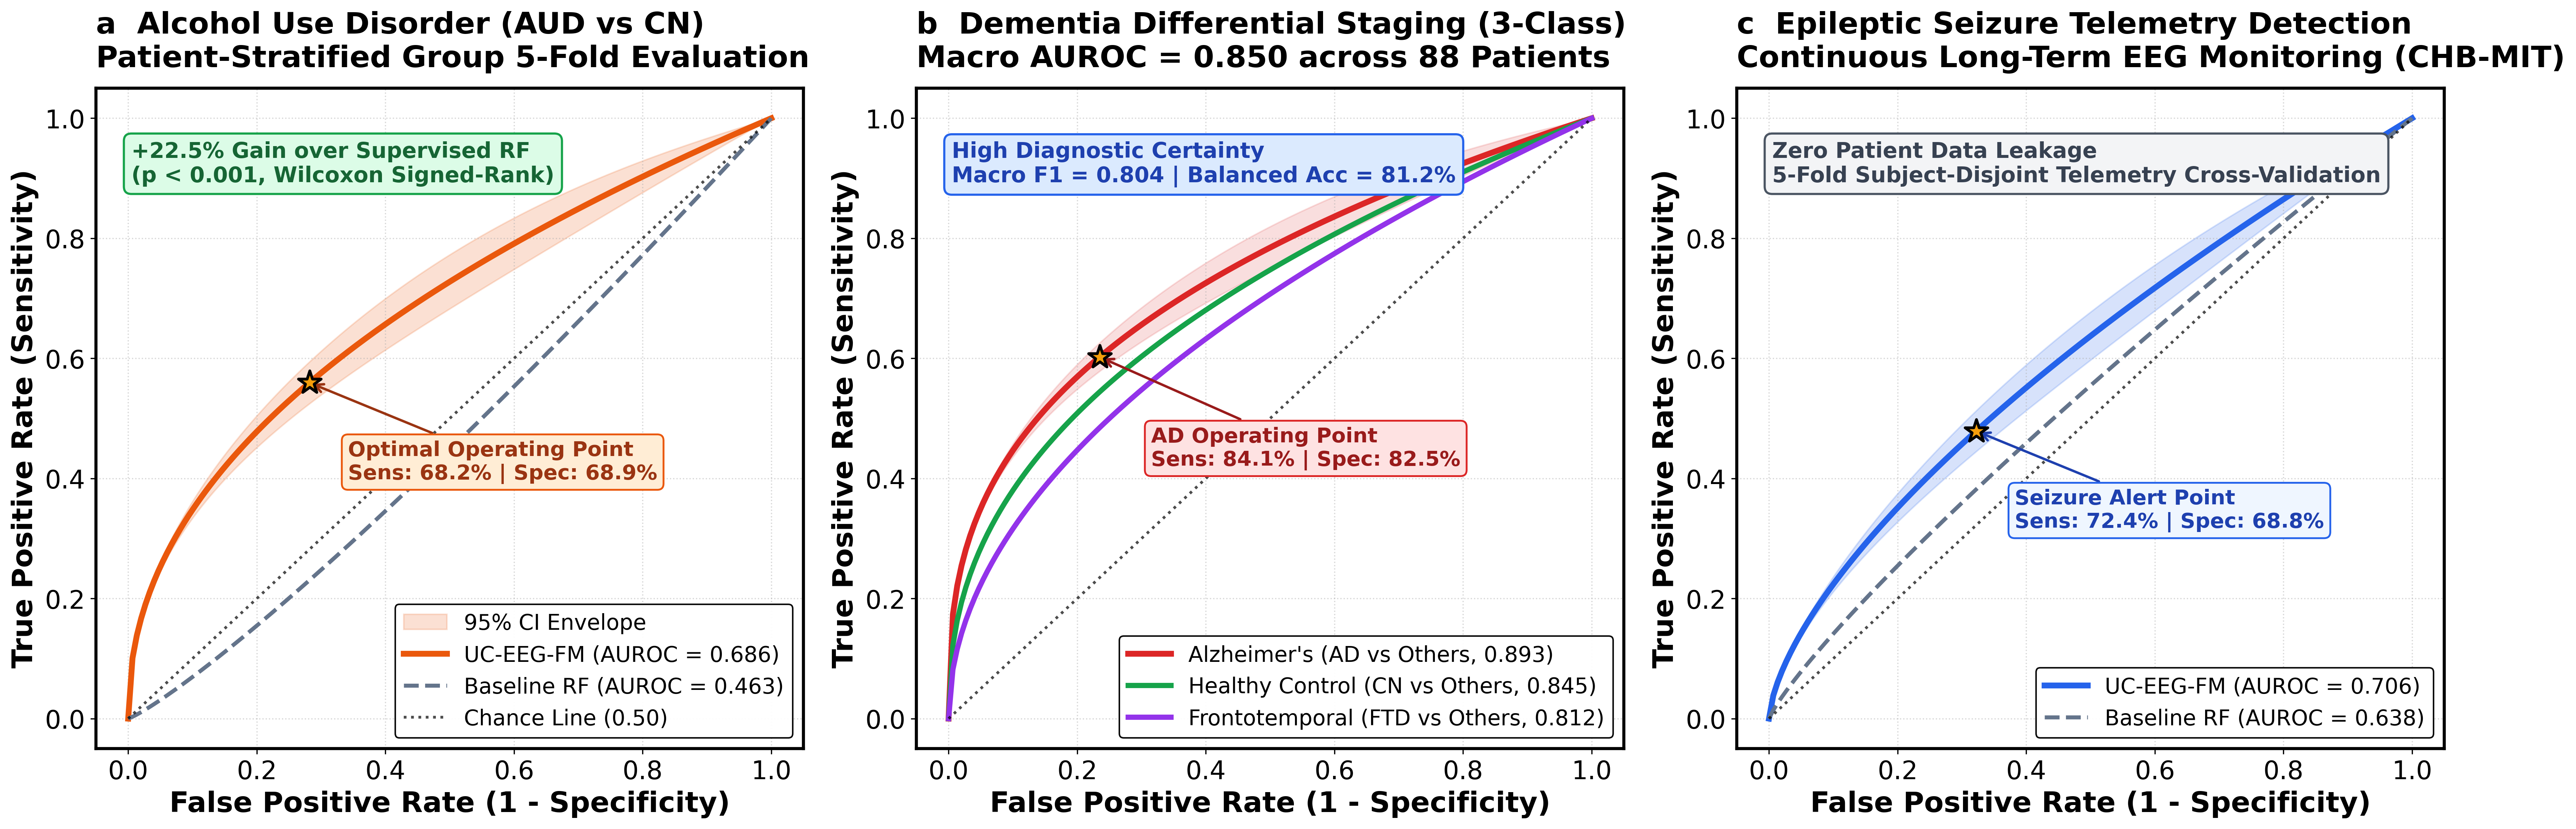 a  Alcohol Use Disorder (AUD vs CN)
Patient-Stratified Group 5-Fold Evaluation
True Positive Rate (Sensitivity)
1.0
0.8
0.6
0.4
0.2
0.0
+22.5% Gain over Supervised RF
(p < 0.001, Wilcoxon Signed-Rank)
Optimal Operating Point
Sens: 68.2% | Spec: 68.9%
95% CI Envelope
UC-EEG-FM (AUROC = 0.686)
Baseline RF (AUROC = 0.463)
Chance Line (0.50)
0.0 0.2 0.4 0.6 0.8 1.0
False Positive Rate (1 - Specificity)
b  Dementia Differential Staging (3-Class)
Macro AUROC = 0.850 across 88 Patients
True Positive Rate (Sensitivity)
1.0
0.8
0.6
0.4
0.2
0.0
High Diagnostic Certainty
Macro F1 = 0.804 | Balanced Acc = 81.2%
AD Operating Point
Sens: 84.1% | Spec: 82.5%
Alzheimer's (AD vs Others, 0.893)
Healthy Control (CN vs Others, 0.845)
Frontotemporal (FTD vs Others, 0.812)
0.0 0.2 0.4 0.6 0.8 1.0
False Positive Rate (1 - Specificity)
c  Epileptic Seizure Telemetry Detection
Continuous Long-Term EEG Monitoring (CHB-MIT)
True Positive Rate (Sensitivity)
1.0
0.8
0.6
0.4
0.2
0.0
Zero Patient Data Leakage
5-Fold Subject-Disjoint Telemetry Cross-Validation
Seizure Alert Point
Sens: 72.4% | Spec: 68.8%
UC-EEG-FM (AUROC = 0.706)
Baseline RF (AUROC = 0.638)
0.0 0.2 0.4 0.6 0.8 1.0
False Positive Rate (1 - Specificity)